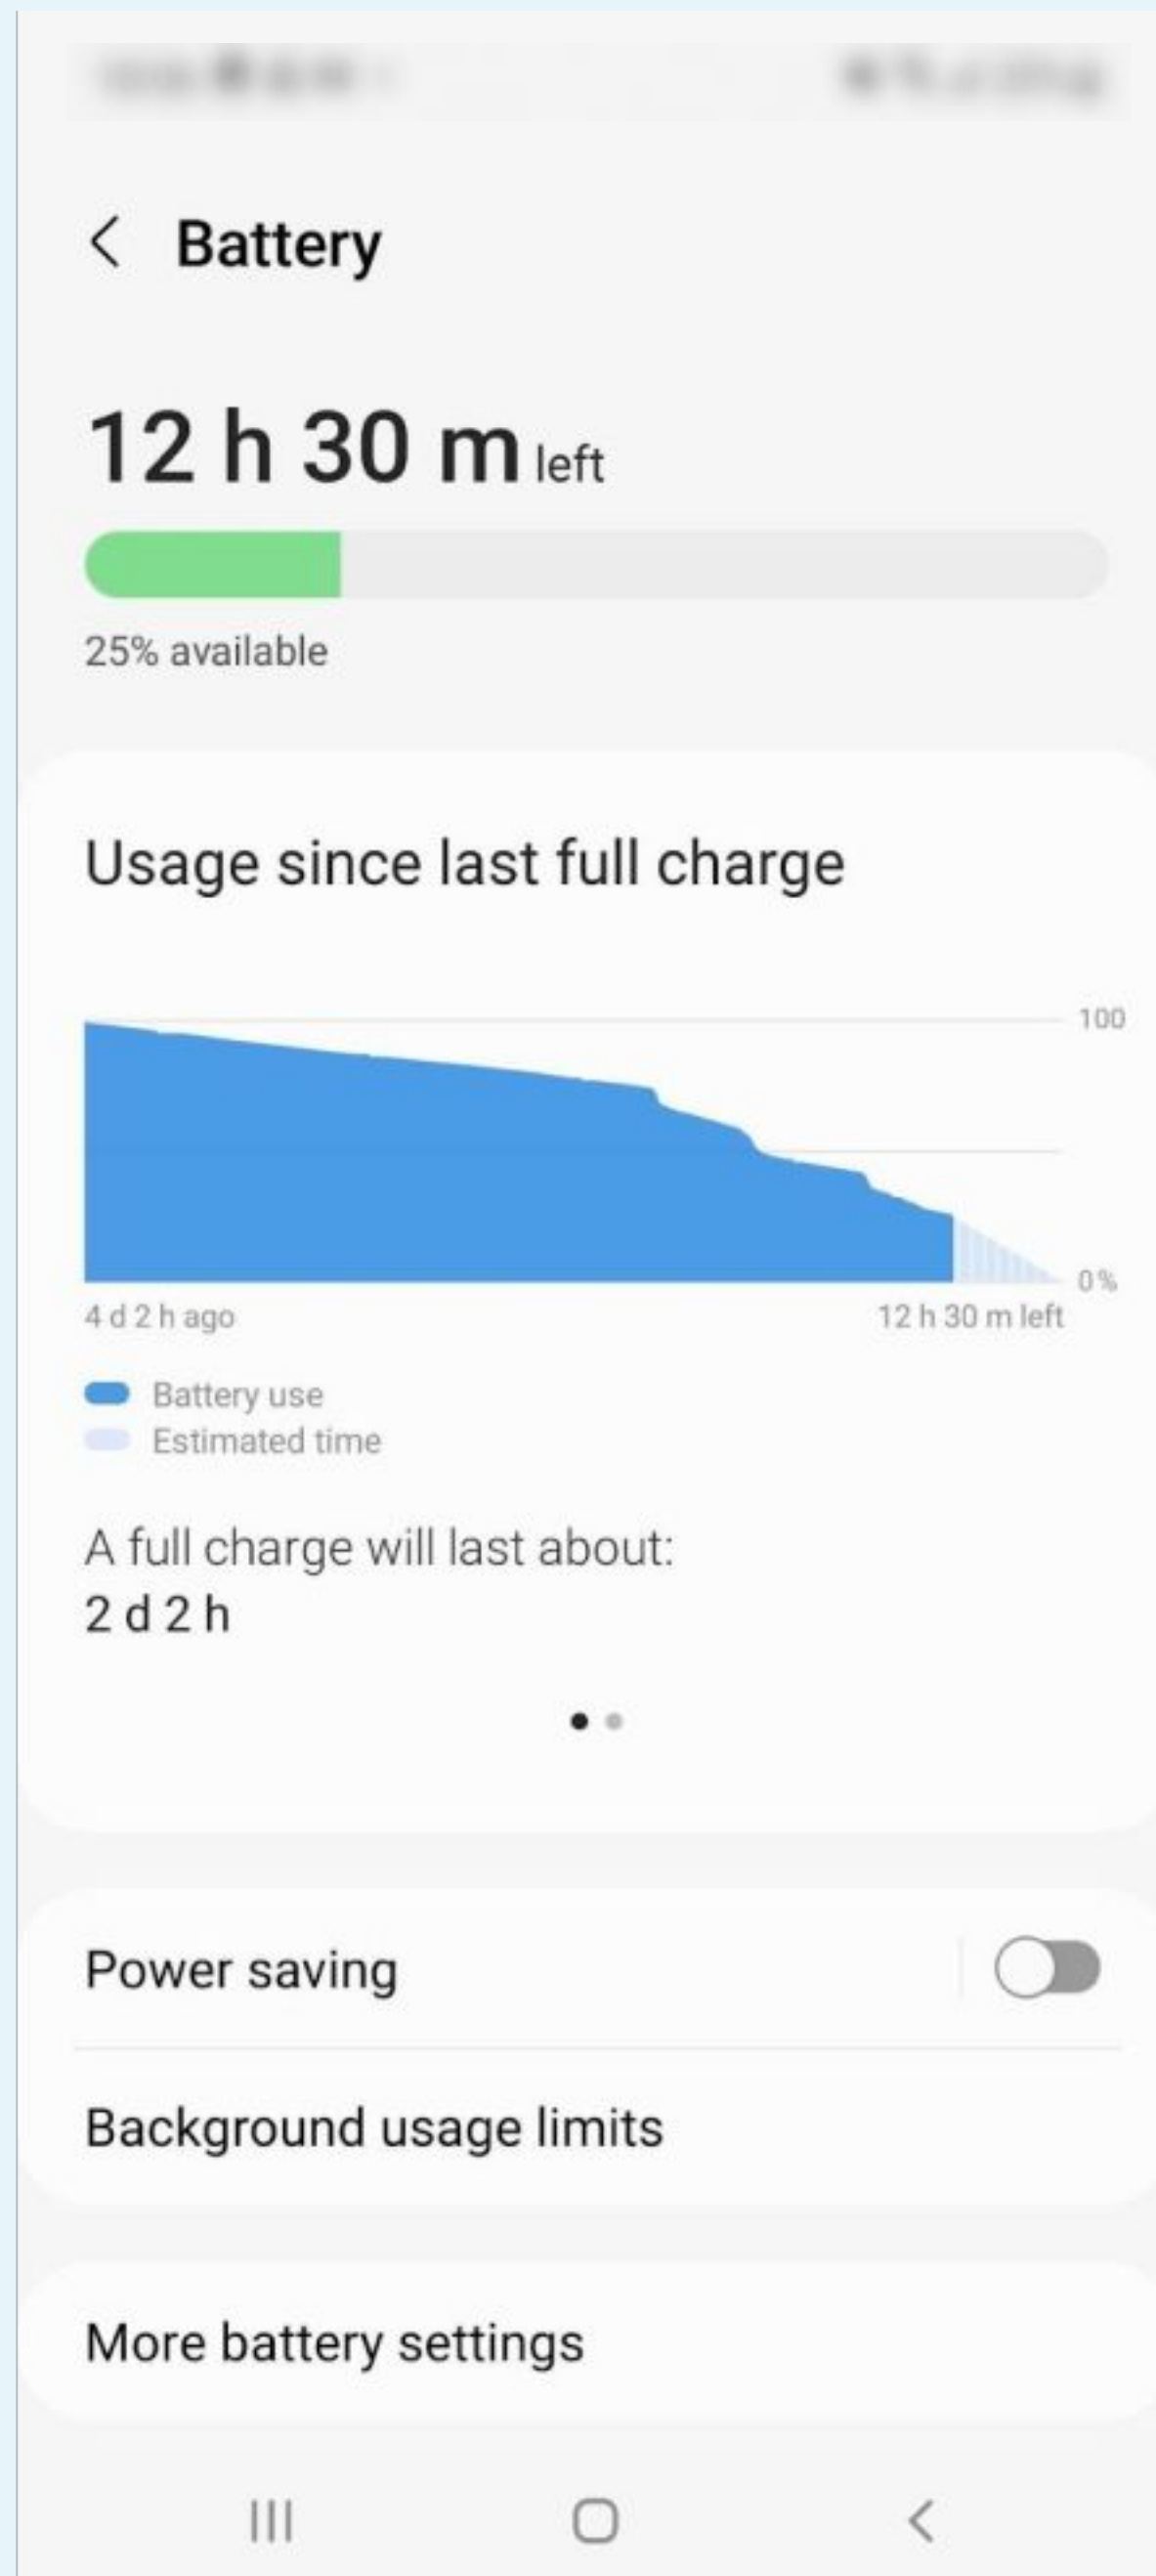 Battery
12 h 30 m left
25% available
Usage since last full charge
100
0%
4 d 2 h ago 12 h 30 m left
Battery use
Estimated time
A full charge will last about:
2 d 2 h
Power saving
Background usage limits
More battery settings